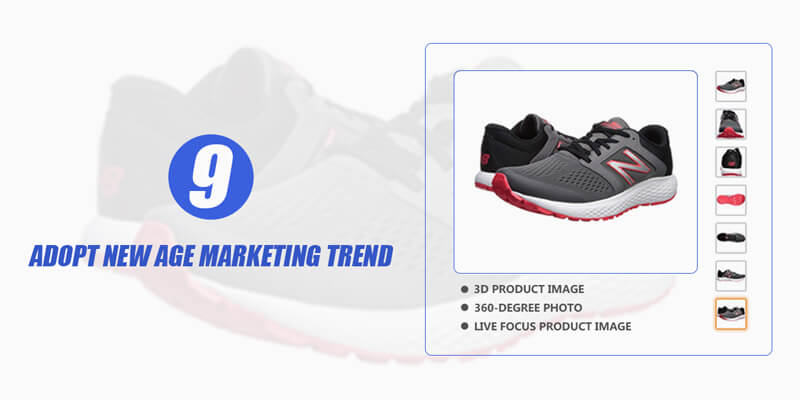 9
ADOPT NEW AGE MARKETING TREND
N
3D PRODUCT IMAGE
360-DEGREE PHOTO
LIVE FOCUS PRODUCT IMAGE